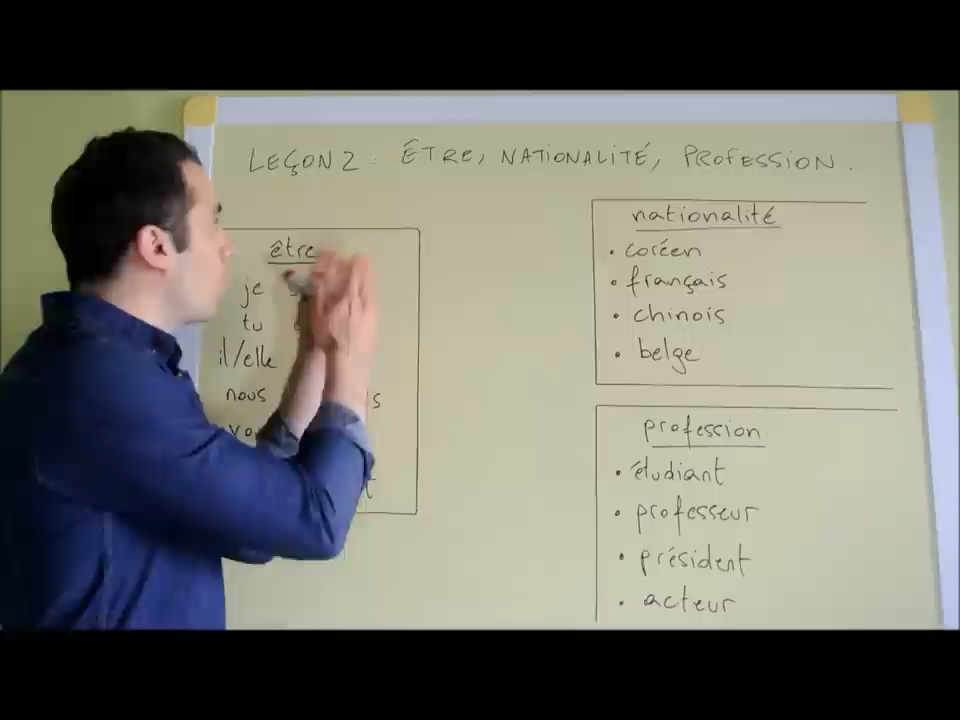 LEÇON 2 : ÊTRE, NATIONALITÉ, PROFESSION.
être
je
tu
il/elle
nous
nationalité
• coréen
• français
• chinois
• belge
profession
• étudiant
• professeur
• président
• acteur